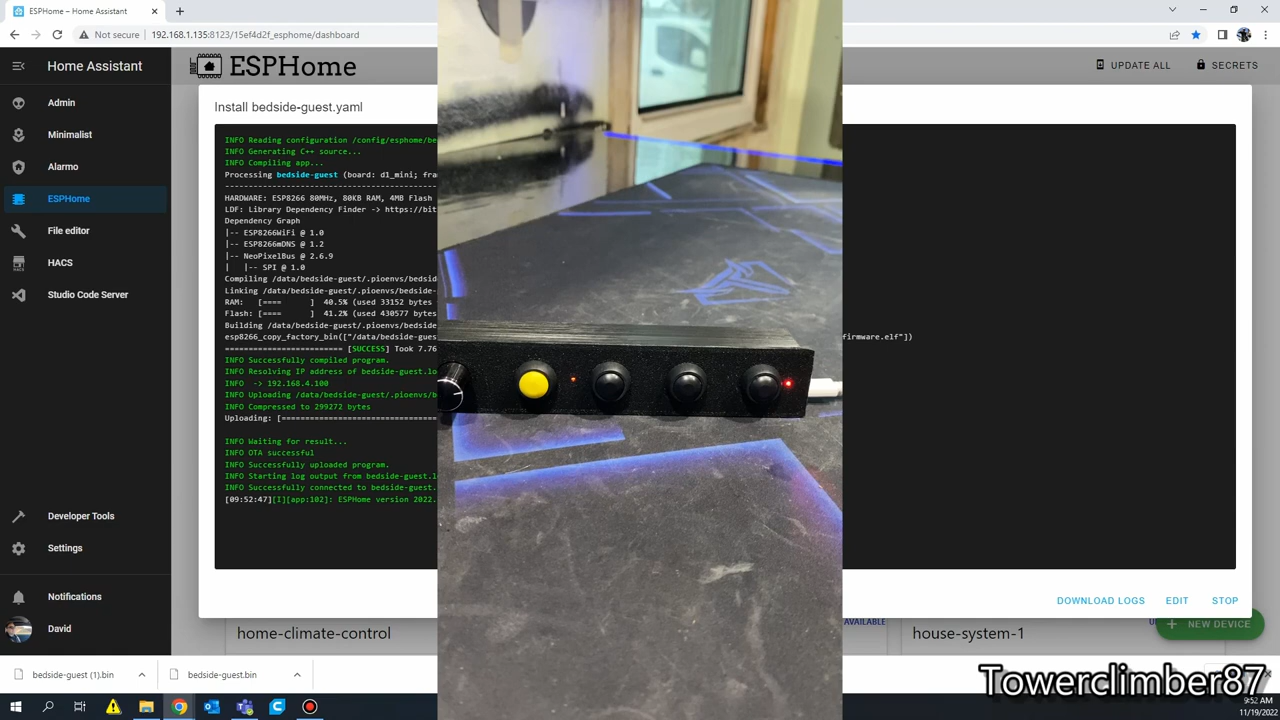 ESPHome – Home Assistant
Not secure
192.168.1.135:8123/15ef4d2f_esphome/dashboard
Home Assistant
ESPHome
UPDATE ALL
SECRETS
Admin
Minimalist
Alarmo
ESPHome
File editor
HACS
Studio Code Server
Developer Tools
Settings
Notifications
David
Install bedside-guest.yaml
INFO Reading configuration /config/esphome/be
INFO Generating C++ source...
INFO Compiling app...
Processing bedside-guest (board: d1_mini; fra
HARDWARE: ESP8266 80MHz, 80KB RAM, 4MB Flash
LDF: Library Dependency Finder -> https://bit
Dependency Graph
|-- ESP8266WiFi @ 1.0
|-- ESP8266mDNS @ 1.2
|-- NeoPixelBus @ 2.6.9
|   |-- SPI @ 1.0
Compiling /data/bedside-guest/.pioenvs/bedside
Linking /data/bedside-guest/.pioenvs/bedside-
RAM:   [====      ]  40.5% (used 33152 bytes
Flash: [====      ]  41.2% (used 430577 bytes
Building /data/bedside-guest/.pioenvs/bedside
esp8266_copy_factory_bin(["/data/bedside-gues
firmware.elf"])
======================== [SUCCESS] Took 7.76
INFO Successfully compiled program.
INFO Resolving IP address of bedside-guest.lo
INFO  -> 192.168.4.100
INFO Uploading /data/bedside-guest/.pioenvs/b
INFO Compressed to 299272 bytes
Uploading: [=================================
INFO Waiting for result...
INFO OTA successful
INFO Successfully uploaded program.
INFO Starting log output from bedside-guest.l
INFO Successfully connected to bedside-guest.
[09:52:47][I][app:102]: ESPHome version 2022.
DOWNLOAD LOGS
EDIT
STOP
home-climate-control
AVAILABLE
house-system-1
NEW DEVICE
bedside-guest (1).bin
bedside-guest.bin
Towerclimber87
9:52 AM
11/19/2022